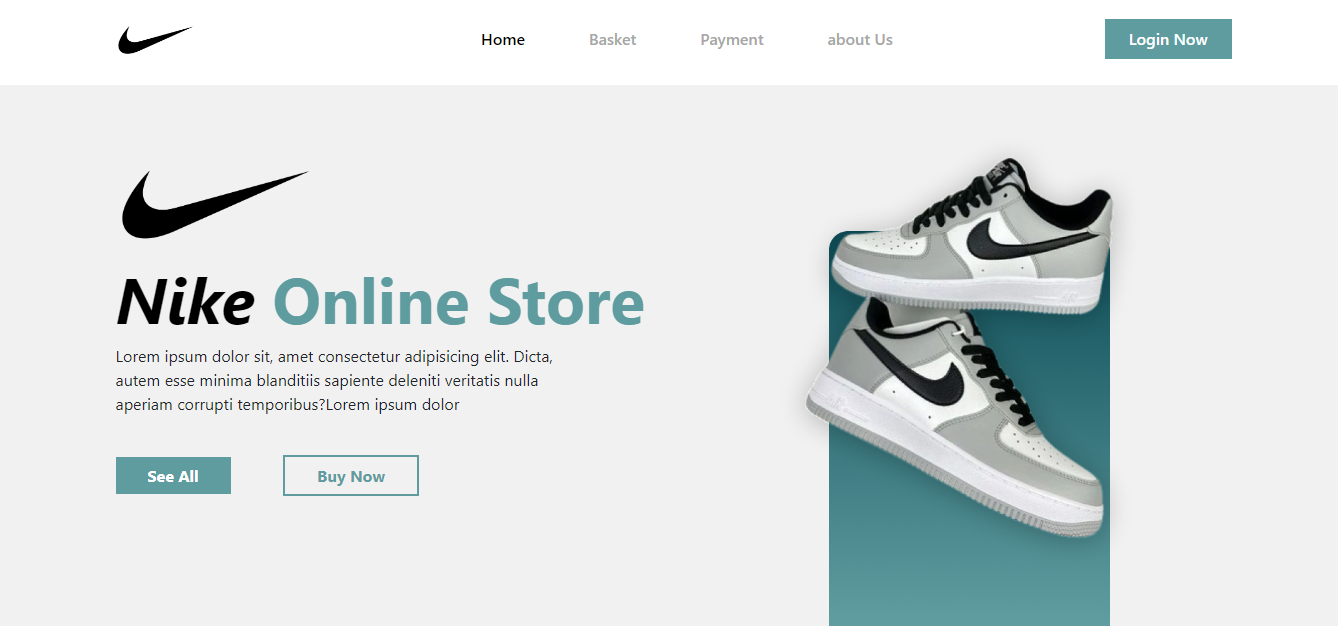 Home
Basket
Payment
about Us
Login Now
Nike Online Store
Lorem ipsum dolor sit, amet consectetur adipisicing elit. Dicta,
autem esse minima blanditiis sapiente deleniti veritatis nulla
aperiam corrupti temporibus?Lorem ipsum dolor
See All
Buy Now